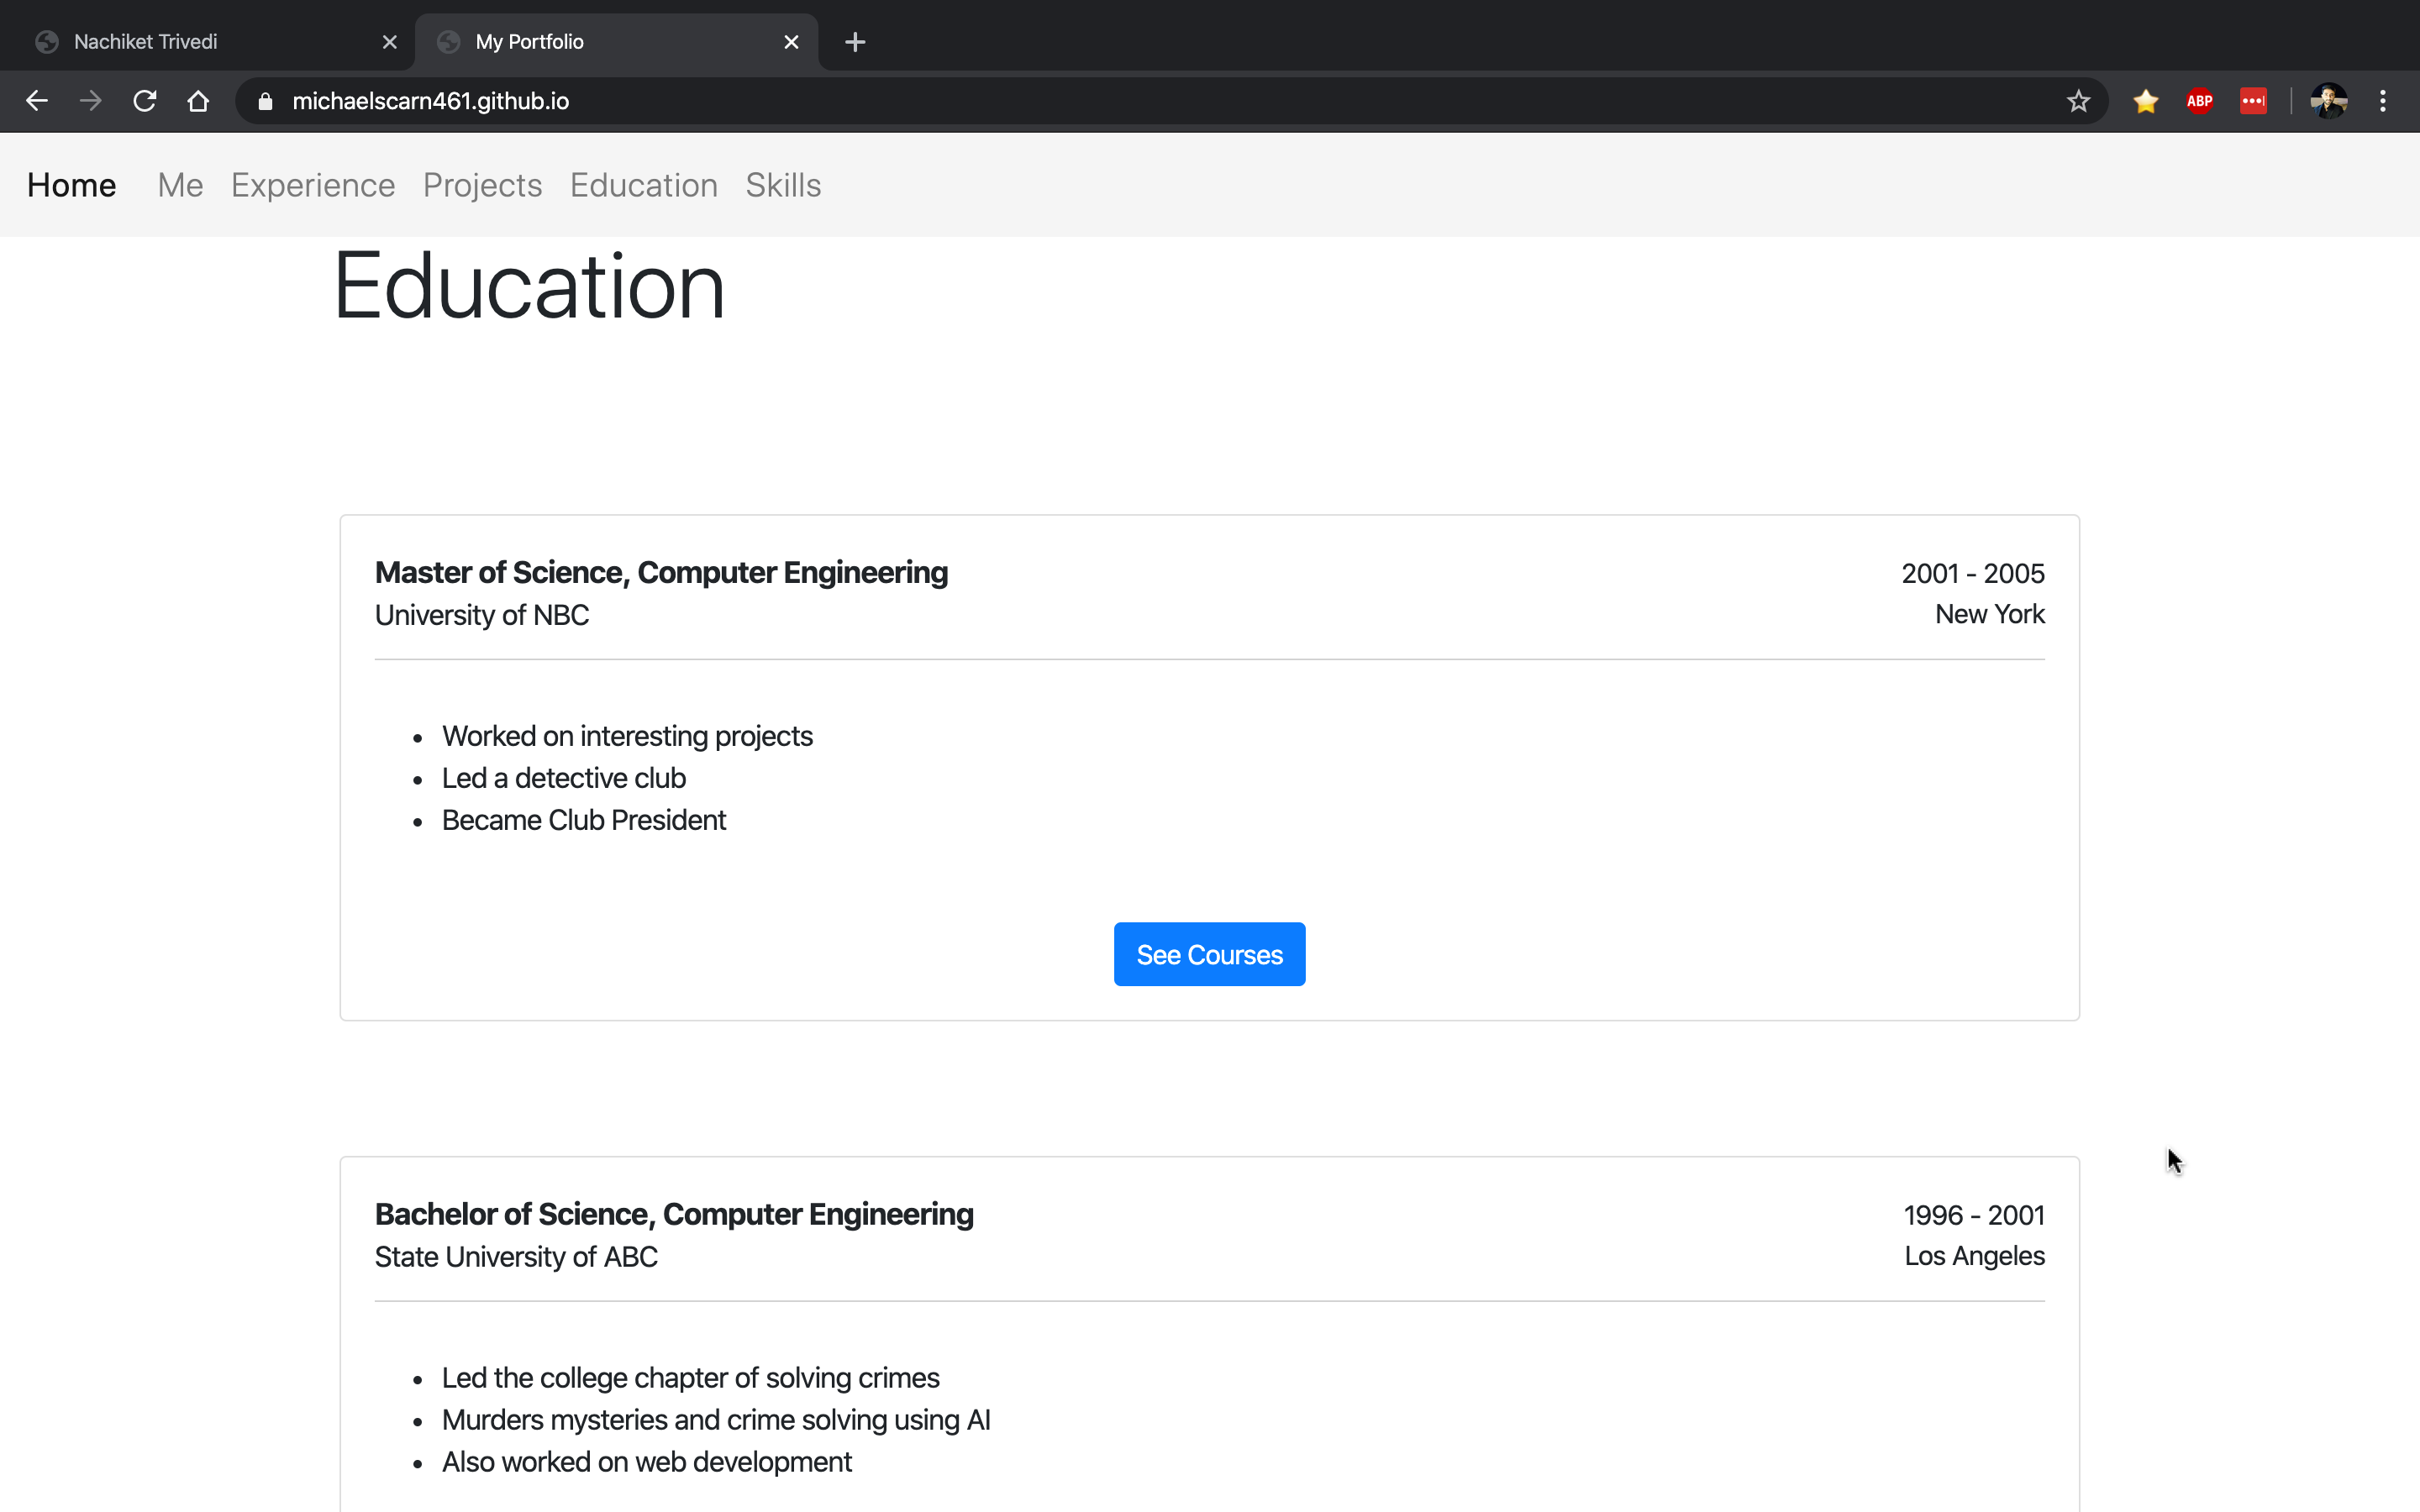 Nachiket Trivedi
My Portfolio
michaelscarn461.github.io
ABP
Home Me Experience Projects Education Skills
Education
Master of Science, Computer Engineering 2001 - 2005
University of NBC New York
Worked on interesting projects
Led a detective club
Became Club President
See Courses
Bachelor of Science, Computer Engineering 1996 - 2001
State University of ABC Los Angeles
Led the college chapter of solving crimes
Murders mysteries and crime solving using AI
Also worked on web development